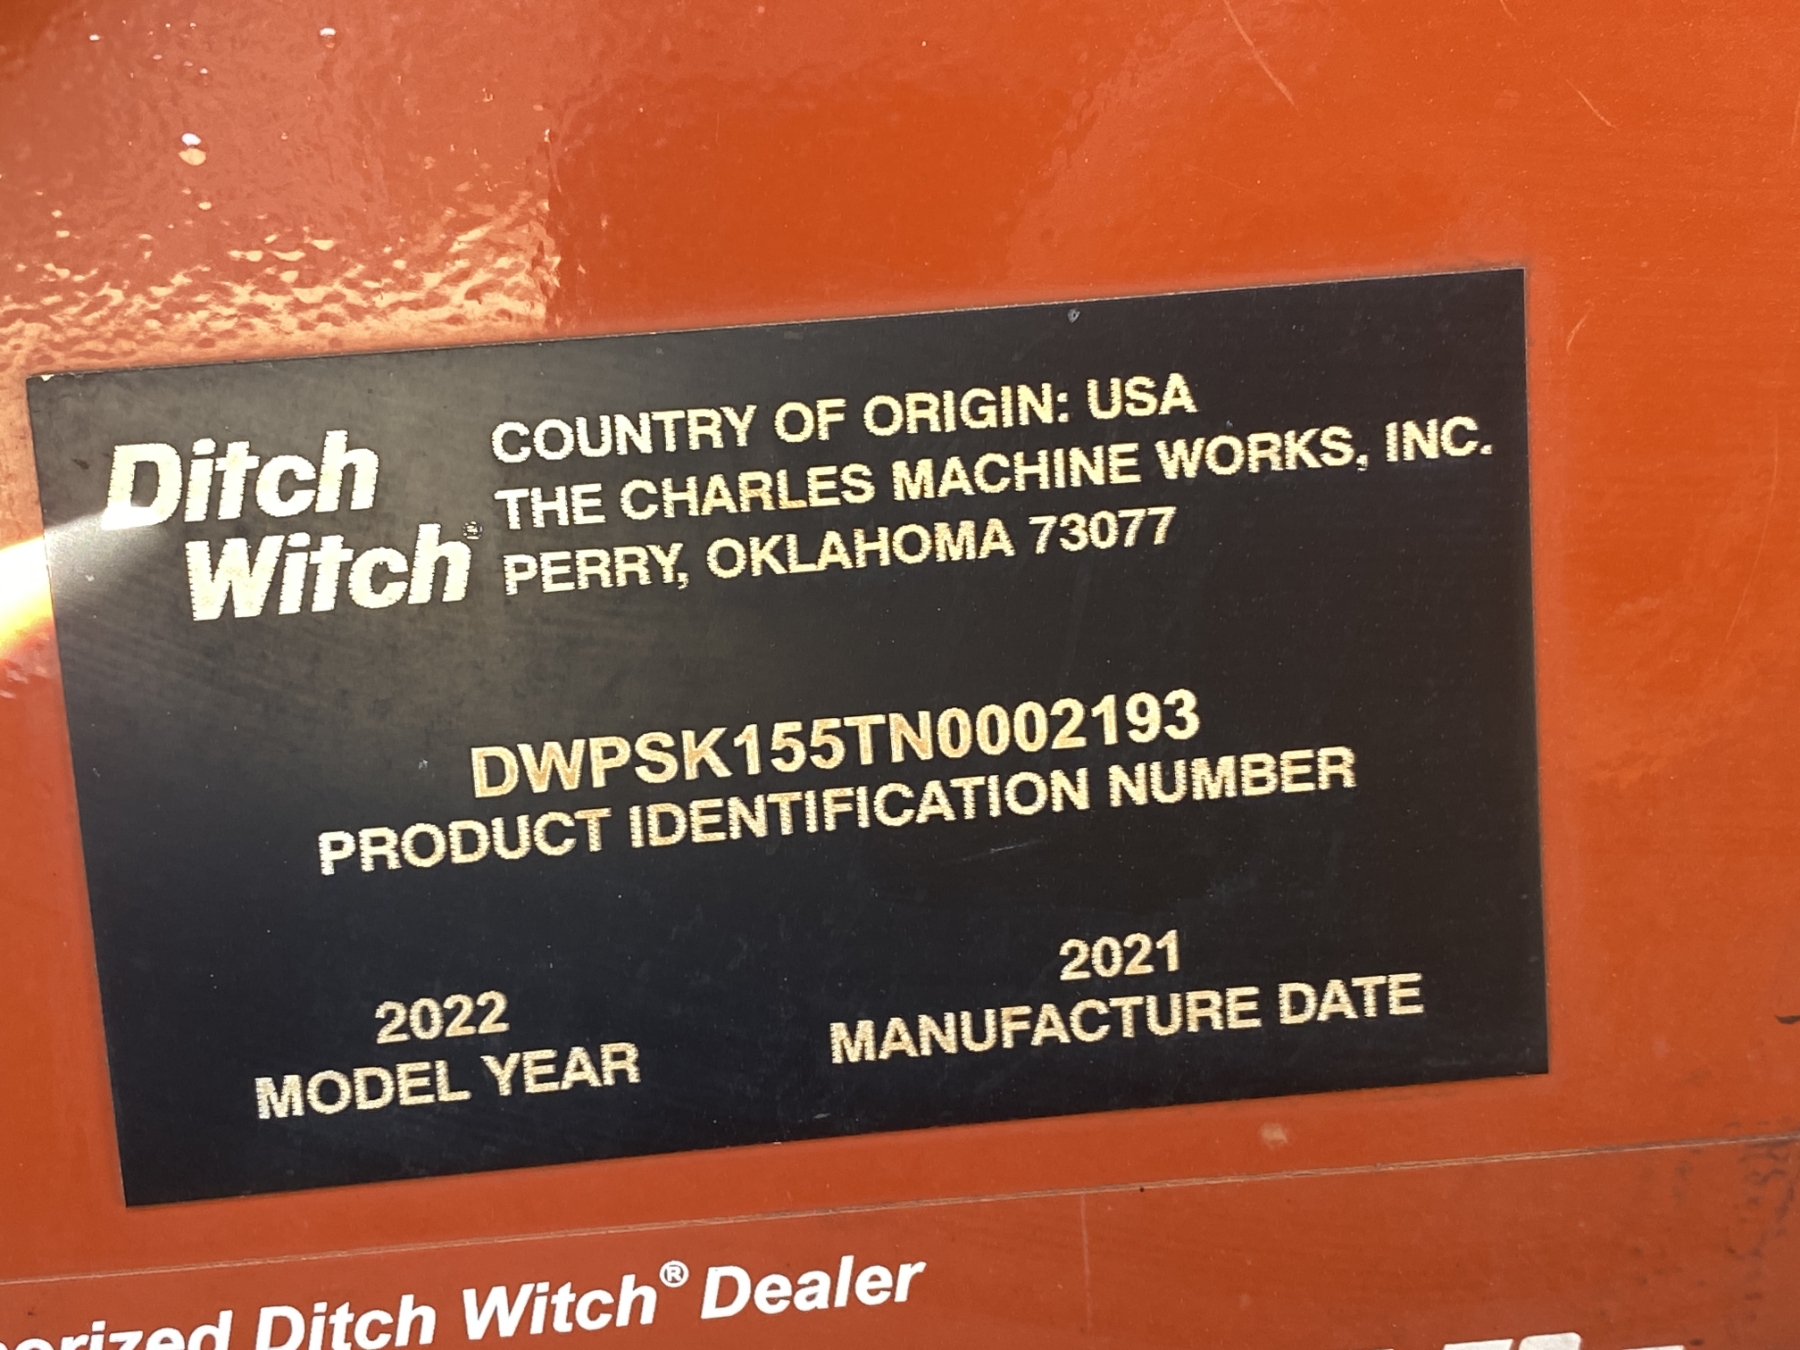 Ditch
Witch
COUNTRY OF ORIGIN: USA
THE CHARLES MACHINE WORKS, INC.
PERRY, OKLAHOMA 73077
DWPSK155TN0002193
PRODUCT IDENTIFICATION NUMBER
2022
MODEL YEAR
2021
MANUFACTURE DATE
Ditch Witch® Dealer